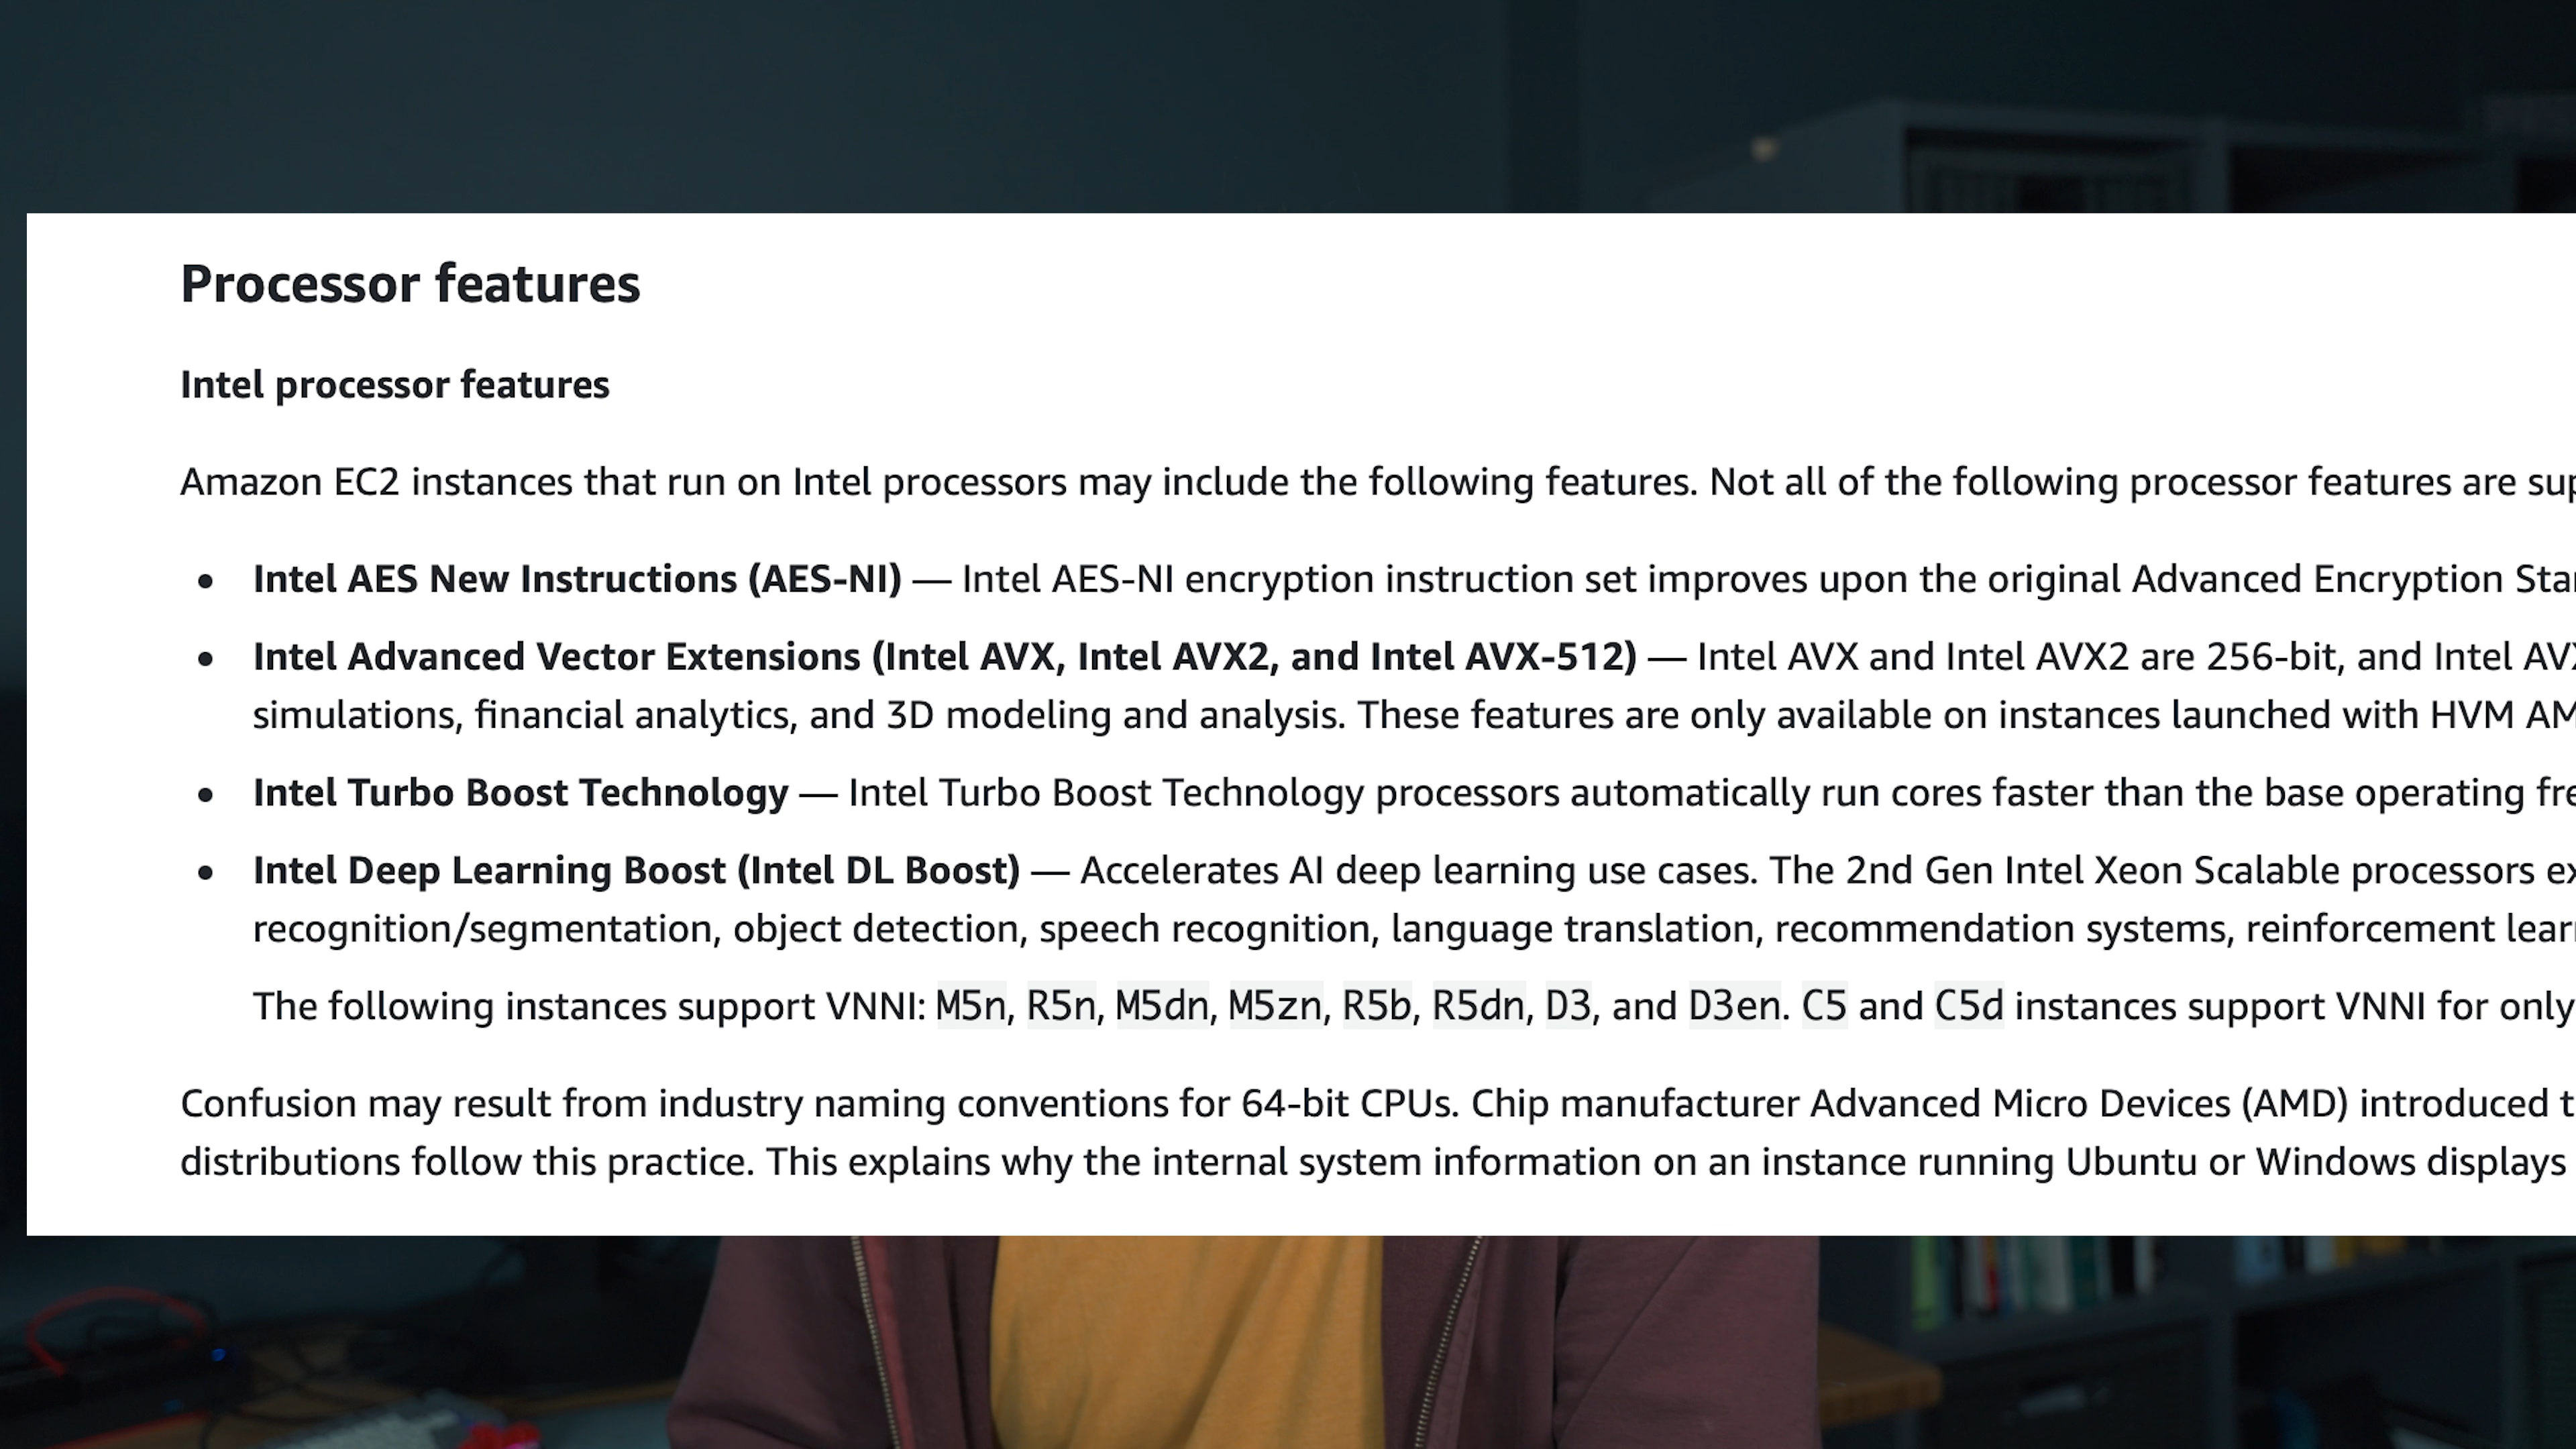 Processor features
Intel processor features
Amazon EC2 instances that run on Intel processors may include the following features. Not all of the following processor features are
• Intel AES New Instructions (AES-NI) — Intel AES-NI encryption instruction set improves upon the original Advanced Encryption
• Intel Advanced Vector Extensions (Intel AVX, Intel AVX2, and Intel AVX-512) — Intel AVX and Intel AVX2 are 256-bit, and Intel
simulations, financial analytics, and 3D modeling and analysis. These features are only available on instances launched with HVM
• Intel Turbo Boost Technology — Intel Turbo Boost Technology processors automatically run cores faster than the base operating
• Intel Deep Learning Boost (Intel DL Boost) — Accelerates AI deep learning use cases. The 2nd Gen Intel Xeon Scalable processors
recognition/segmentation, object detection, speech recognition, language translation, recommendation systems, reinforcement
The following instances support VNNI: M5n, R5n, M5dn, M5zn, R5b, R5dn, D3, and D3en. C5 and C5d instances support VNNI for only
Confusion may result from industry naming conventions for 64-bit CPUs. Chip manufacturer Advanced Micro Devices (AMD) introduced
distributions follow this practice. This explains why the internal system information on an instance running Ubuntu or Windows displays